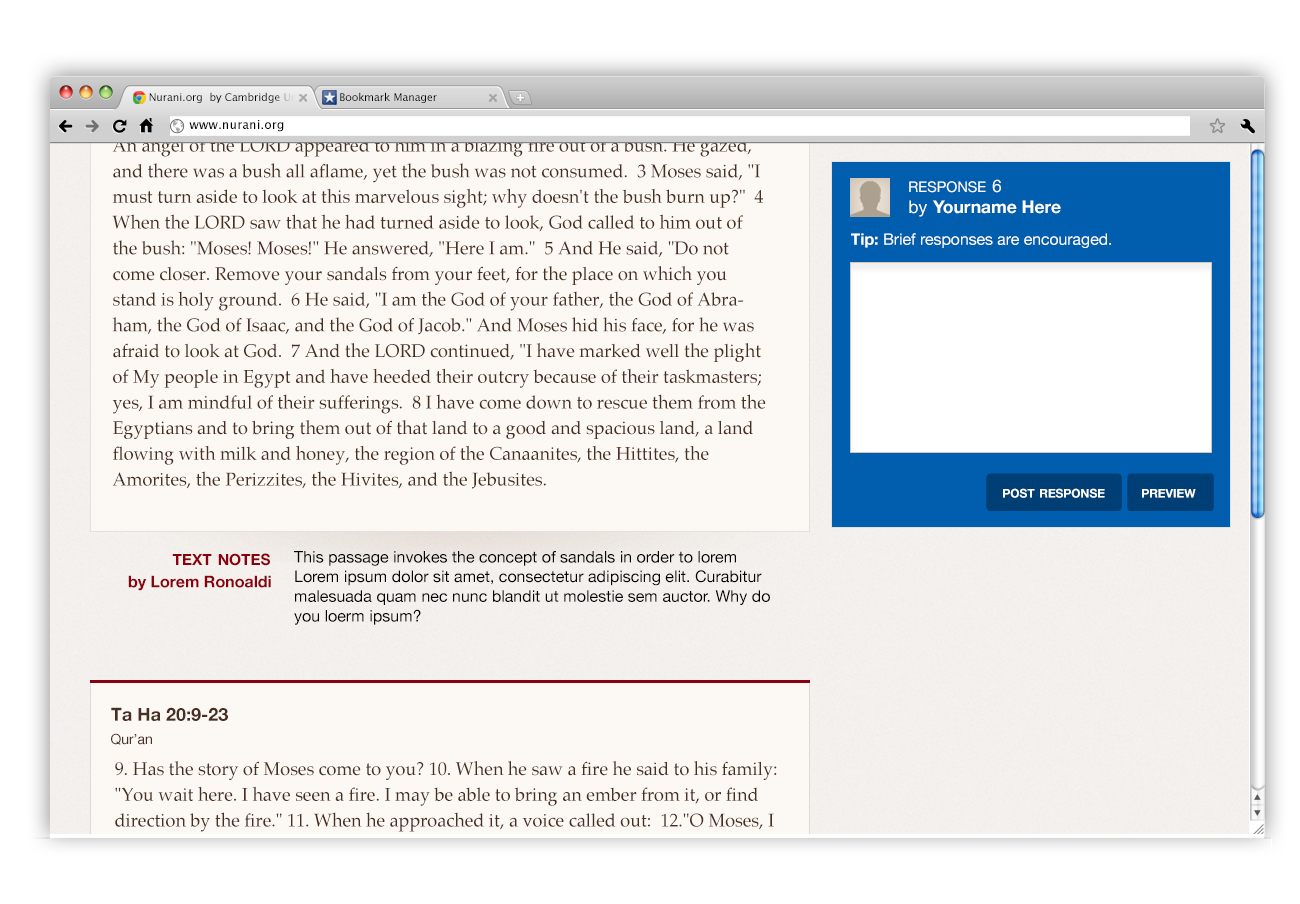 Nurani.org by Cambridge U
Bookmark Manager
www.nurani.org
An angel of the LORD appeared to him in a blazing fire out of a bush. He gazed,
and there was a bush all aflame, yet the bush was not consumed. 3 Moses said, "I
must turn aside to look at this marvelous sight; why doesn't the bush burn up?" 4
When the LORD saw that he had turned aside to look, God called to him out of
the bush: "Moses! Moses!" He answered, "Here I am." 5 And He said, "Do not
come closer. Remove your sandals from your feet, for the place on which you
stand is holy ground. 6 He said, "I am the God of your father, the God of Abra-
ham, the God of Isaac, and the God of Jacob." And Moses hid his face, for he was
afraid to look at God. 7 And the LORD continued, "I have marked well the plight
of My people in Egypt and have heeded their outcry because of their taskmasters;
yes, I am mindful of their sufferings. 8 I have come down to rescue them from the
Egyptians and to bring them out of that land to a good and spacious land, a land
flowing with milk and honey, the region of the Canaanites, the Hittites, the
Amorites, the Perizzites, the Hivites, and the Jebusites.
TEXT NOTES
by Lorem Ronoaldi
This passage invokes the concept of sandals in order to lorem
Lorem ipsum dolor sit amet, consectetur adipiscing elit. Curabitur
malesuada quam nec nunc blandit ut molestie sem auctor. Why do
you loerm ipsum?
Ta Ha 20:9-23
Qur'an
9. Has the story of Moses come to you? 10. When he saw a fire he said to his family:
"You wait here. I have seen a fire. I may be able to bring an ember from it, or find
direction by the fire." 11. When he approached it, a voice called out: 12."O Moses, I
RESPONSE 6
by Yourname Here
Tip: Brief responses are encouraged.
POST RESPONSE
PREVIEW